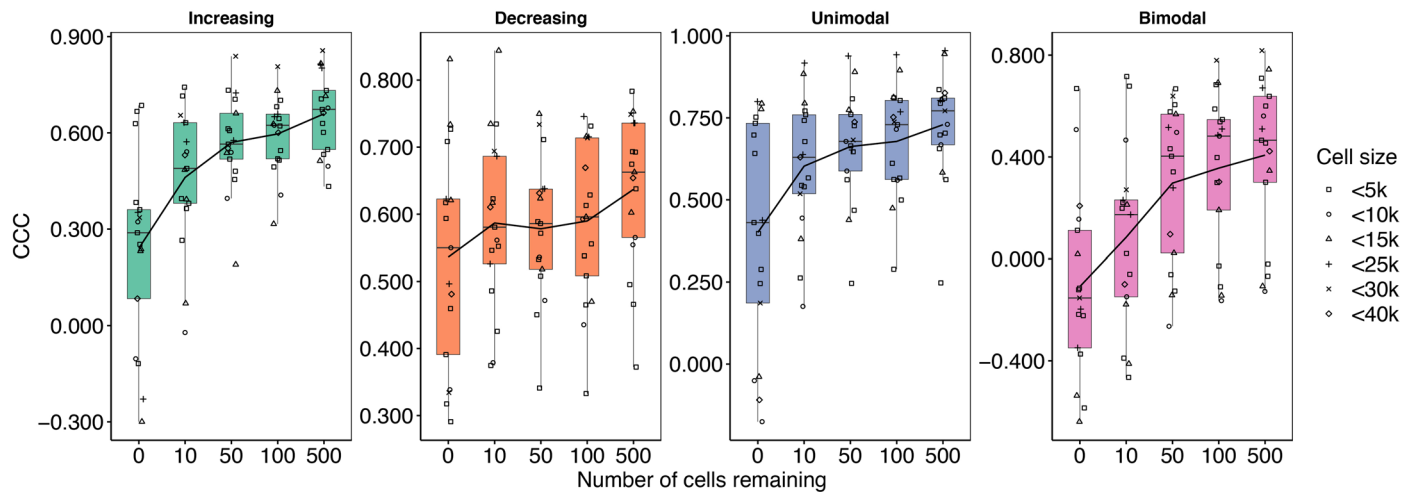 Increasing
Decreasing
Unimodal
Bimodal
CCC
0.900
0.600
0.300
0.000
−0.300
0 10 50 100 500
0.800
0.700
0.600
0.500
0.400
0.300
0 10 50 100 500
1.000
0.750
0.500
0.250
0.000
0 10 50 100 500
0.800
0.400
0.000
−0.400
0 10 50 100 500
Number of cells remaining
Cell size
<5k
<10k
<15k
<25k
<30k
<40k